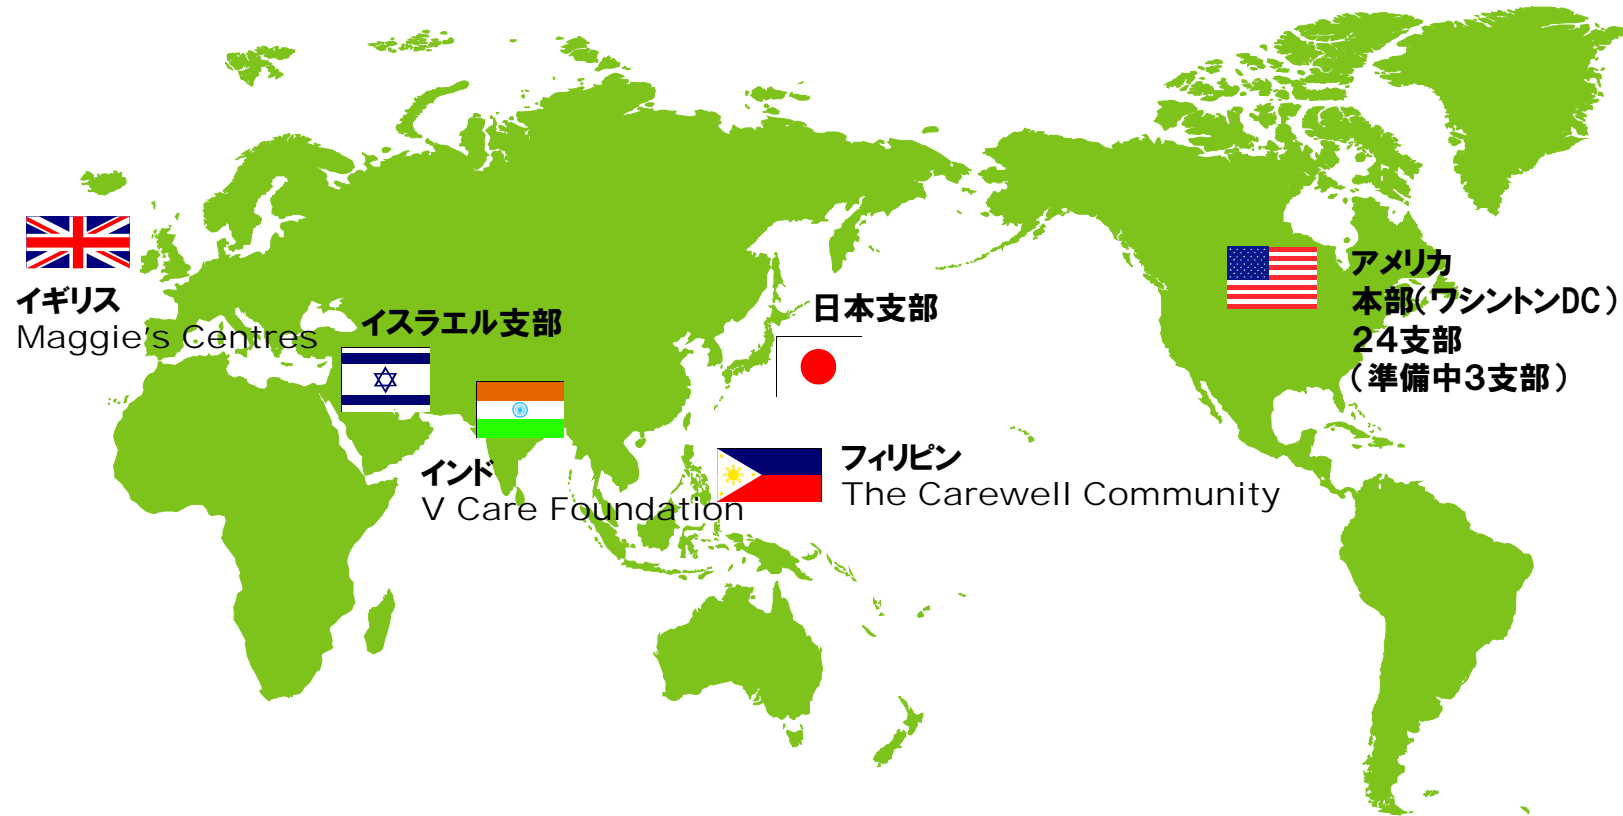 イギリス
Maggie's Centres
イスラエル支部
インド
V Care Foundation
日本支部
フィリピン
The Carewell Community
アメリカ
本部(ワシントンDC)
24支部
(準備中3支部)